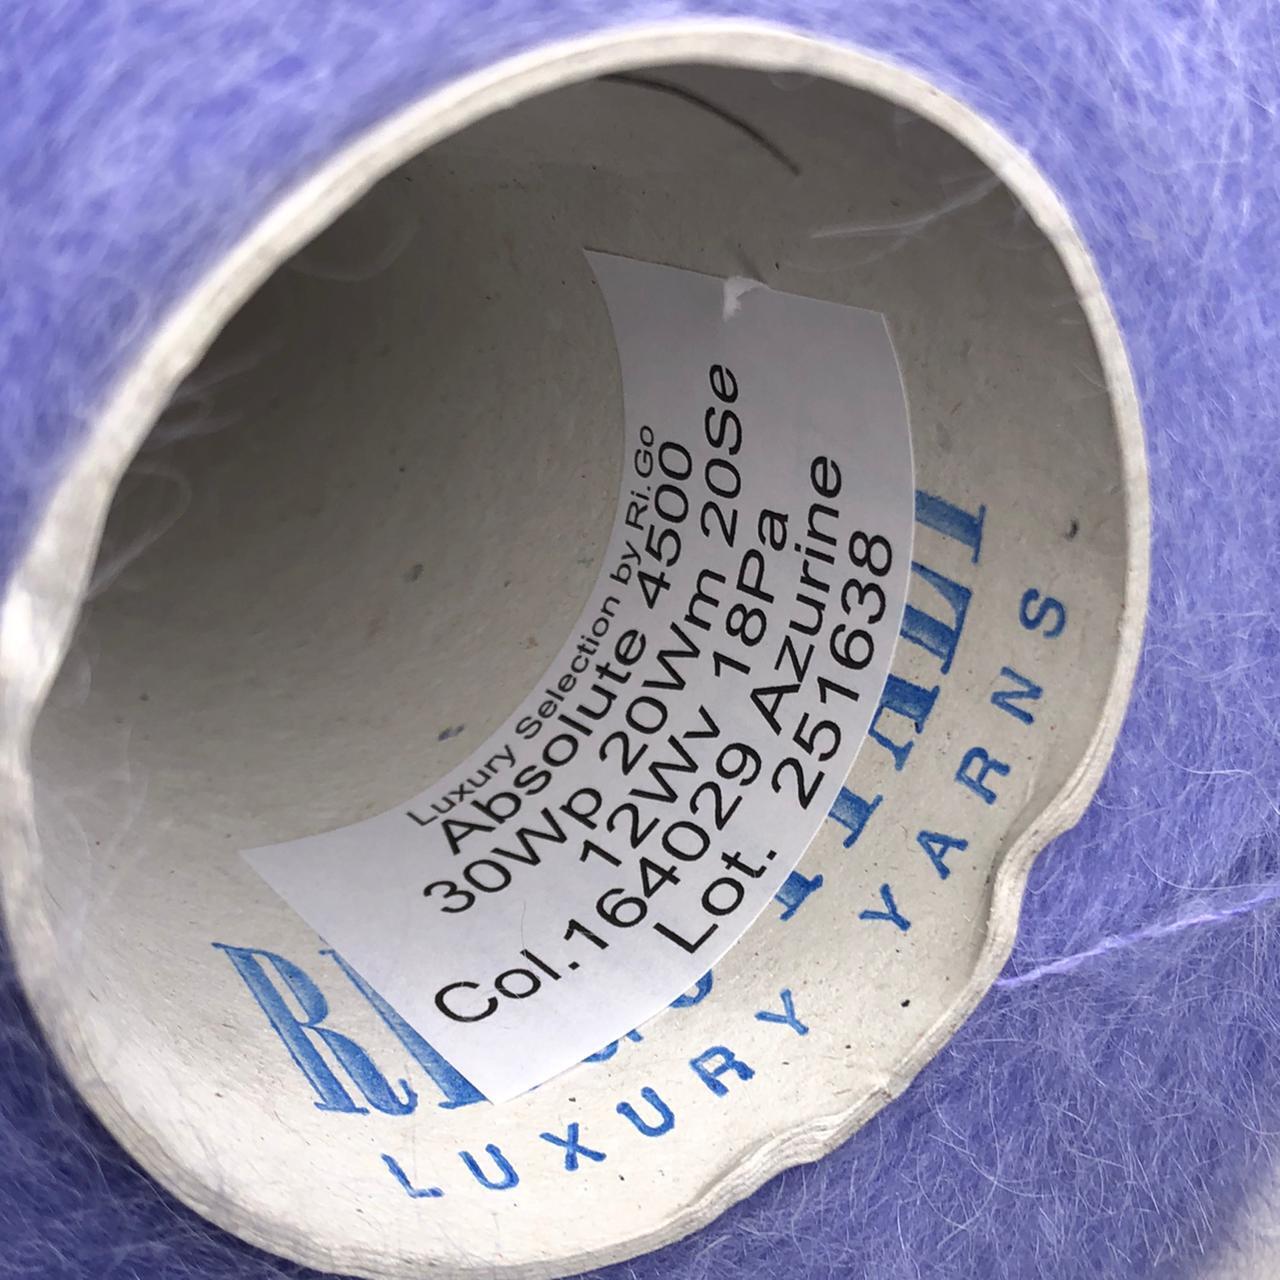 Luxury Selection by Ri.Go
Absolute 4500
30Wp 20Wm 20Se
12Wv 18Pa
Col.164029 Azurine
Lot. 251638
LUXURY YARNS